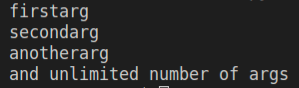 firstarg
secondarg
anotherarg
and unlimited number of args